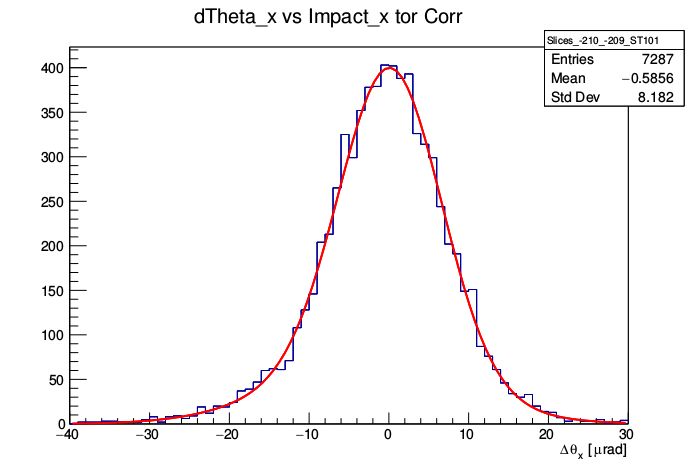 dTheta_x vs Impact_x tor Corr
Slices_-210_-209_ST101
Entries 7287
Mean −0.5856
Std Dev 8.182
400
350
300
250
200
150
100
50
0
−40 −30 −20 −10 0 10 20 30
Δθx [μrad]